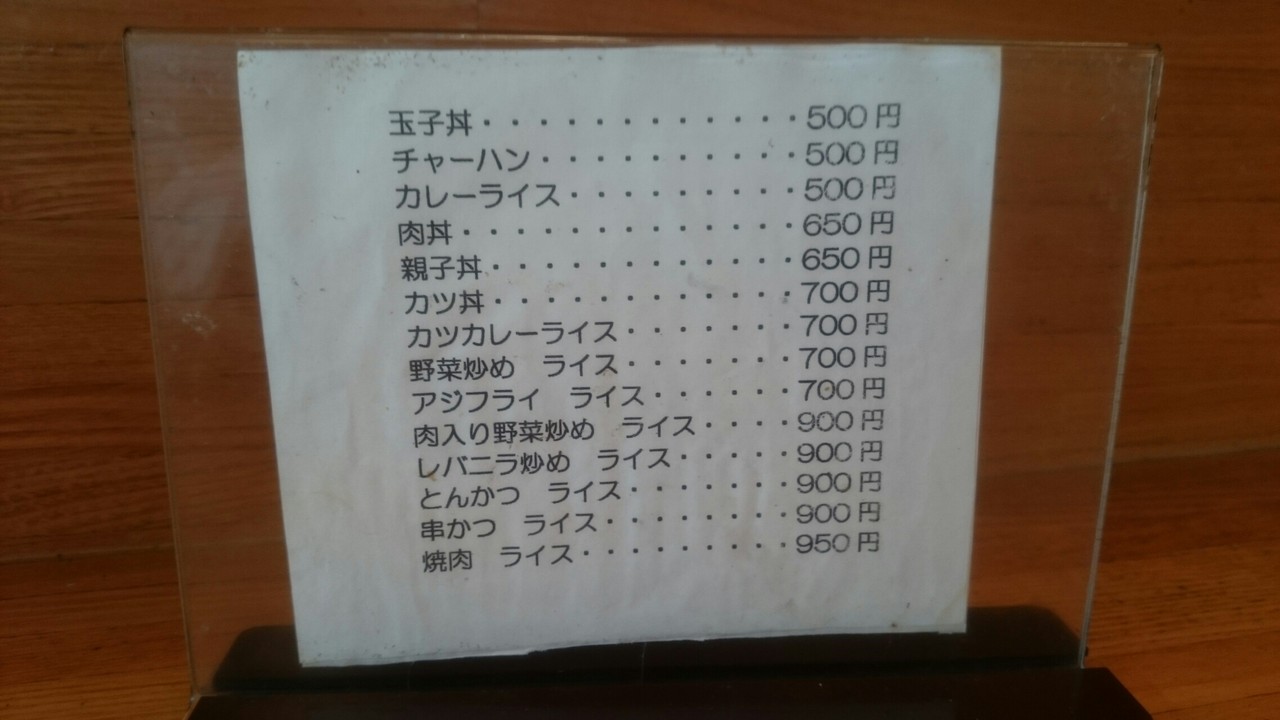 玉子丼・・・・・・・・・・・・500円
チャーハン・・・・・・・・・・500円
カレーライス・・・・・・・・・500円
肉丼・・・・・・・・・・・・・650円
親子丼・・・・・・・・・・・・650円
カツ丼・・・・・・・・・・・・700円
カツカレーライス・・・・・・・700円
野菜炒め　ライス・・・・・・・700円
アジフライ　ライス・・・・・・700円
肉入り野菜炒め　ライス・・・・900円
レバニラ炒め　ライス・・・・・900円
とんかつ　ライス・・・・・・・900円
串かつ　ライス・・・・・・・・900円
焼肉　ライス・・・・・・・・・950円